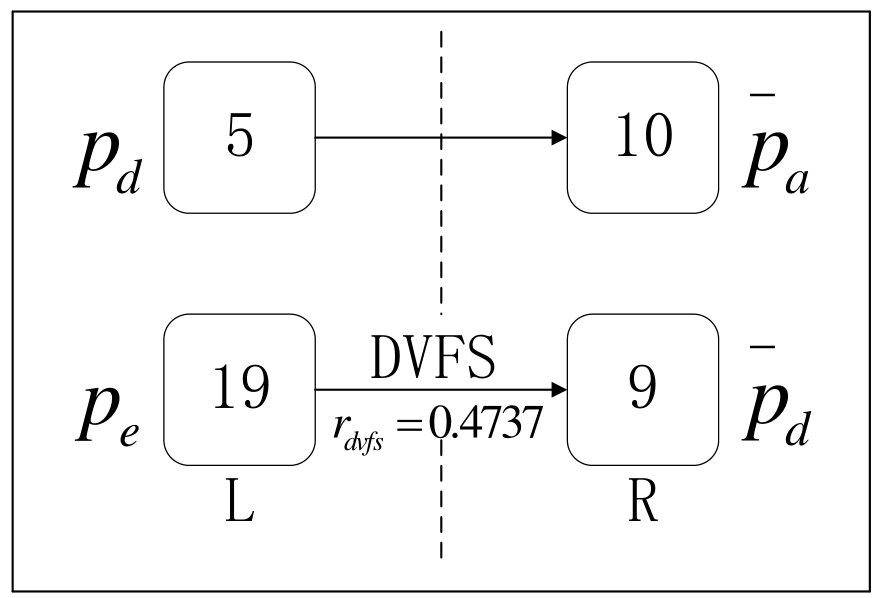 p_d 5 10 p̄_a
DVFS
p_e 19 9 p̄_d
r_dvfs = 0.4737
L R